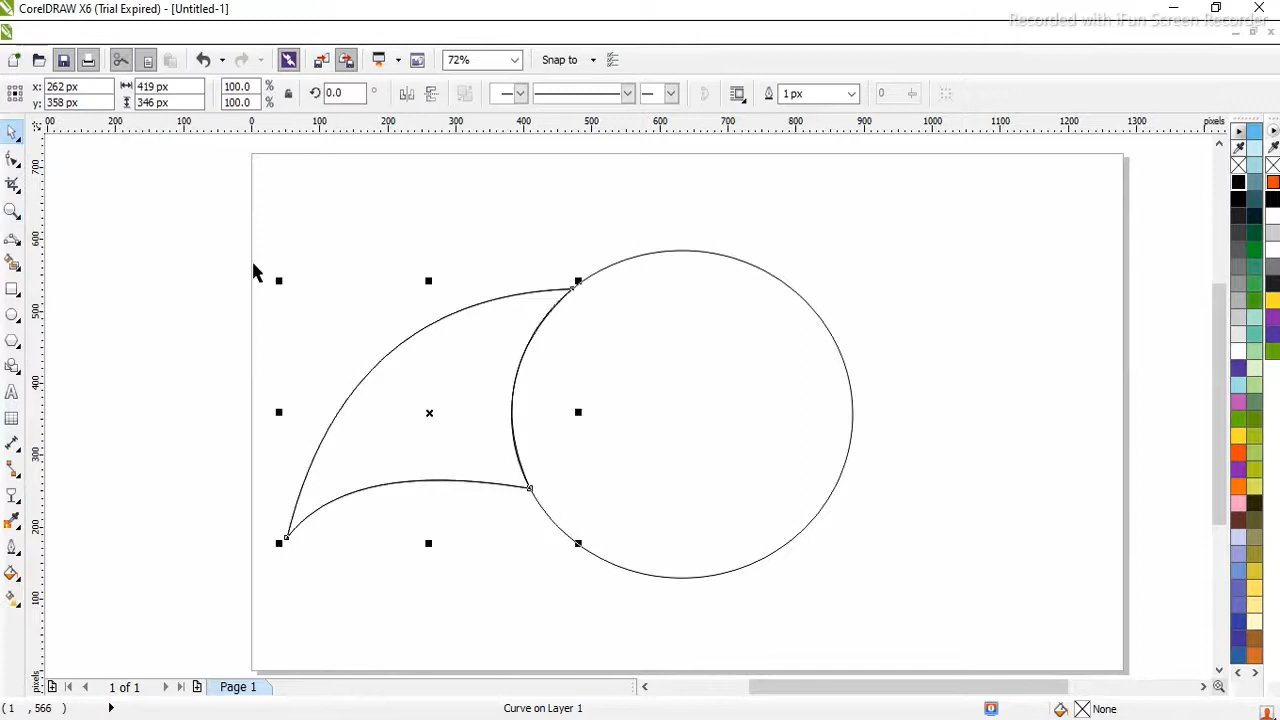 CorelDRAW X6 (Trial Expired) - [Untitled-1]
Recorded with iFun Screen Recorder
72%
Snap to
x: 262 px
419 px
100.0 %
0.0 °
1 px
0
y: 358 px
346 px
100.0 %
00 200 100 0 100 200 300 400 500 600 700 800 900 1000 1100 1200 1300 pixels
700
600
500
400
300
200
100
pixels
1 of 1
Page 1
(1 , 566 )
Curve on Layer 1
None